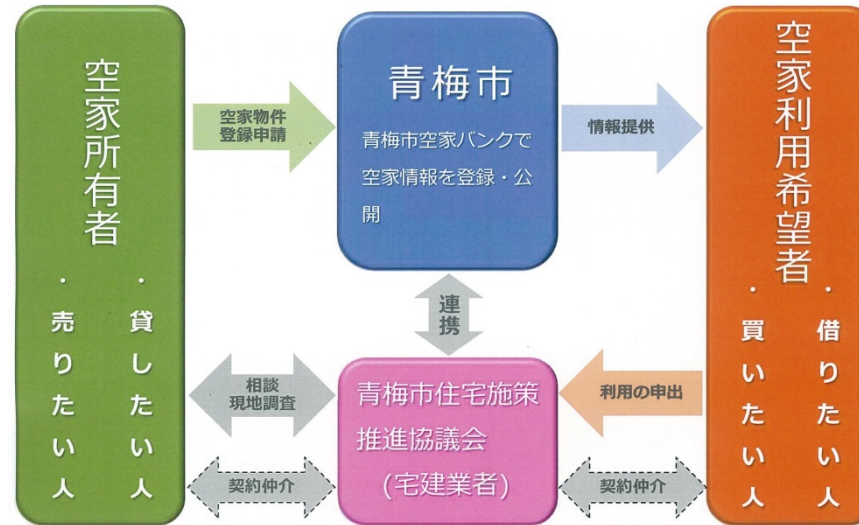 空家所有者
・貸したい人
・売りたい人
空家物件
登録申請
青梅市
青梅市空家バンクで
空家情報を登録・公
開
情報提供
空家利用希望者
・借りたい人
・買いたい人
連携
相談
現地調査
青梅市住宅施策
推進協議会
(宅建業者)
利用の申出
契約仲介
契約仲介